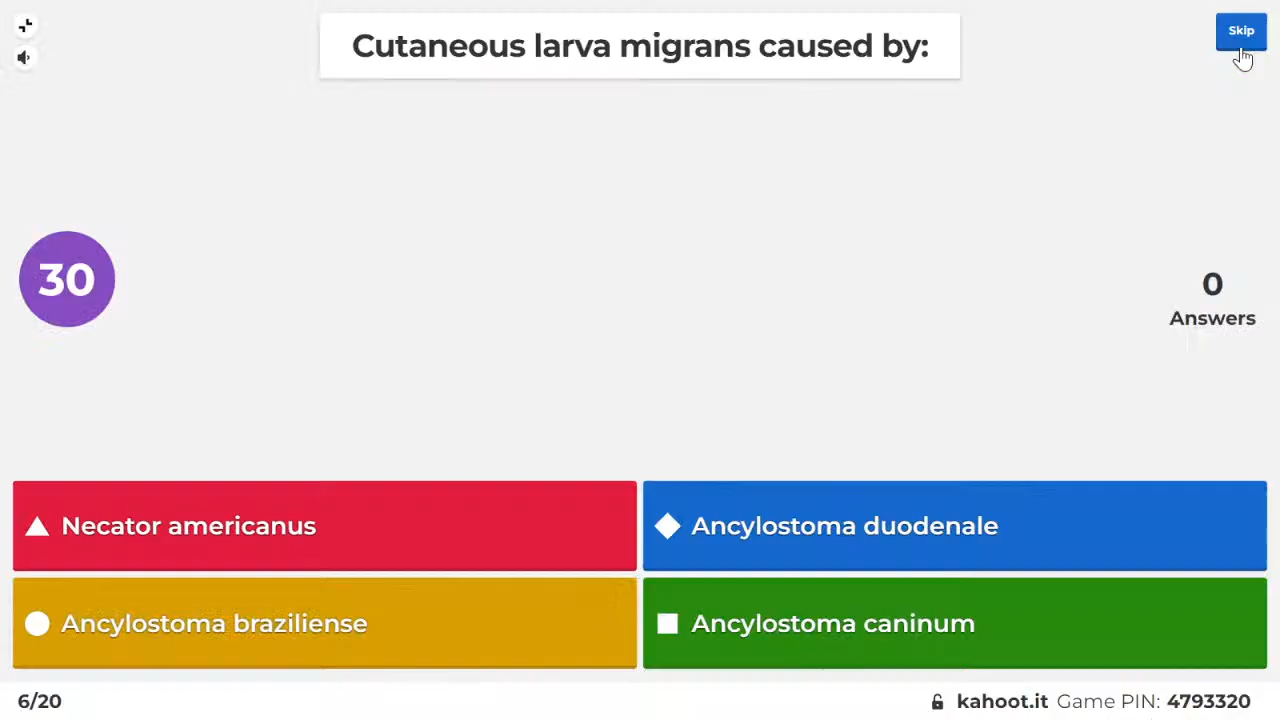 Cutaneous larva migrans caused by:
Skip
30
0
Answers
Necator americanus
Ancylostoma duodenale
Ancylostoma braziliense
Ancylostoma caninum
6/20
kahoot.it Game PIN: 4793320